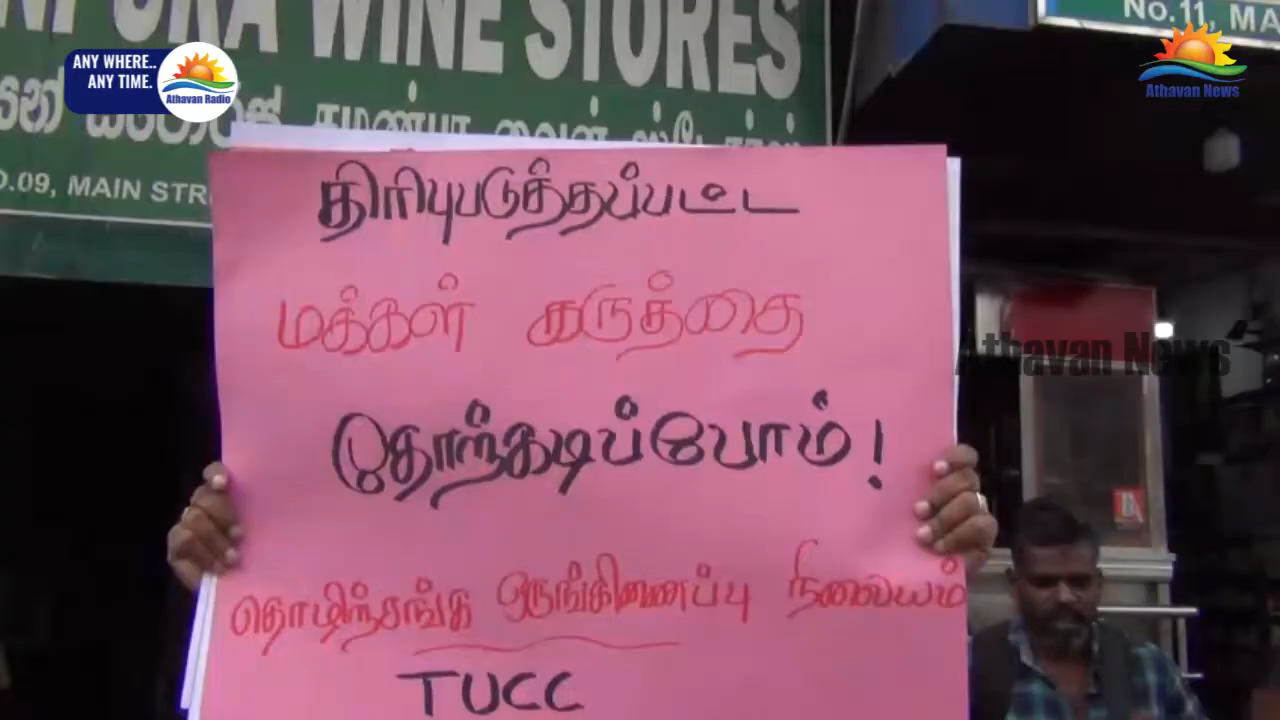 WINE STORES
ANY WHERE..
ANY TIME.
Athavan Radio
No.11, MA
Athavan News
MAIN STR
திரிபுபடுத்தப்பட்ட
மக்கள் கருத்தை
தோற்கடிப்போம்!
தொழிற்சங்க ஒருங்கிணைப்பு நிலையம்
TUCC
Athavan News